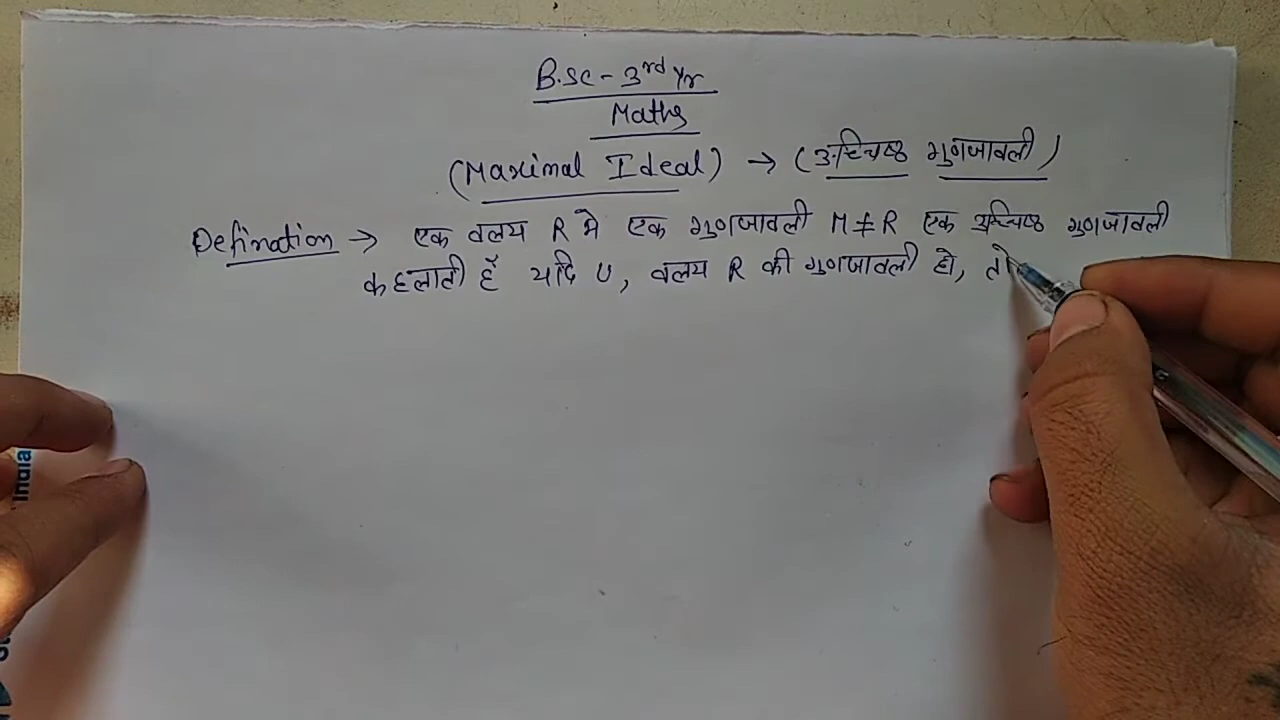 B.sc - 3rd Yr
Maths
(Maximal Ideal) → (उच्चिष्ठ गुणजावली)
Defination → एक वलय R मे एक गुणजावली M ≠ R एक उच्चिष्ठ गुणजावली
कहलाती हैं यदि U, वलय R की गुणजावली हो, तो
India